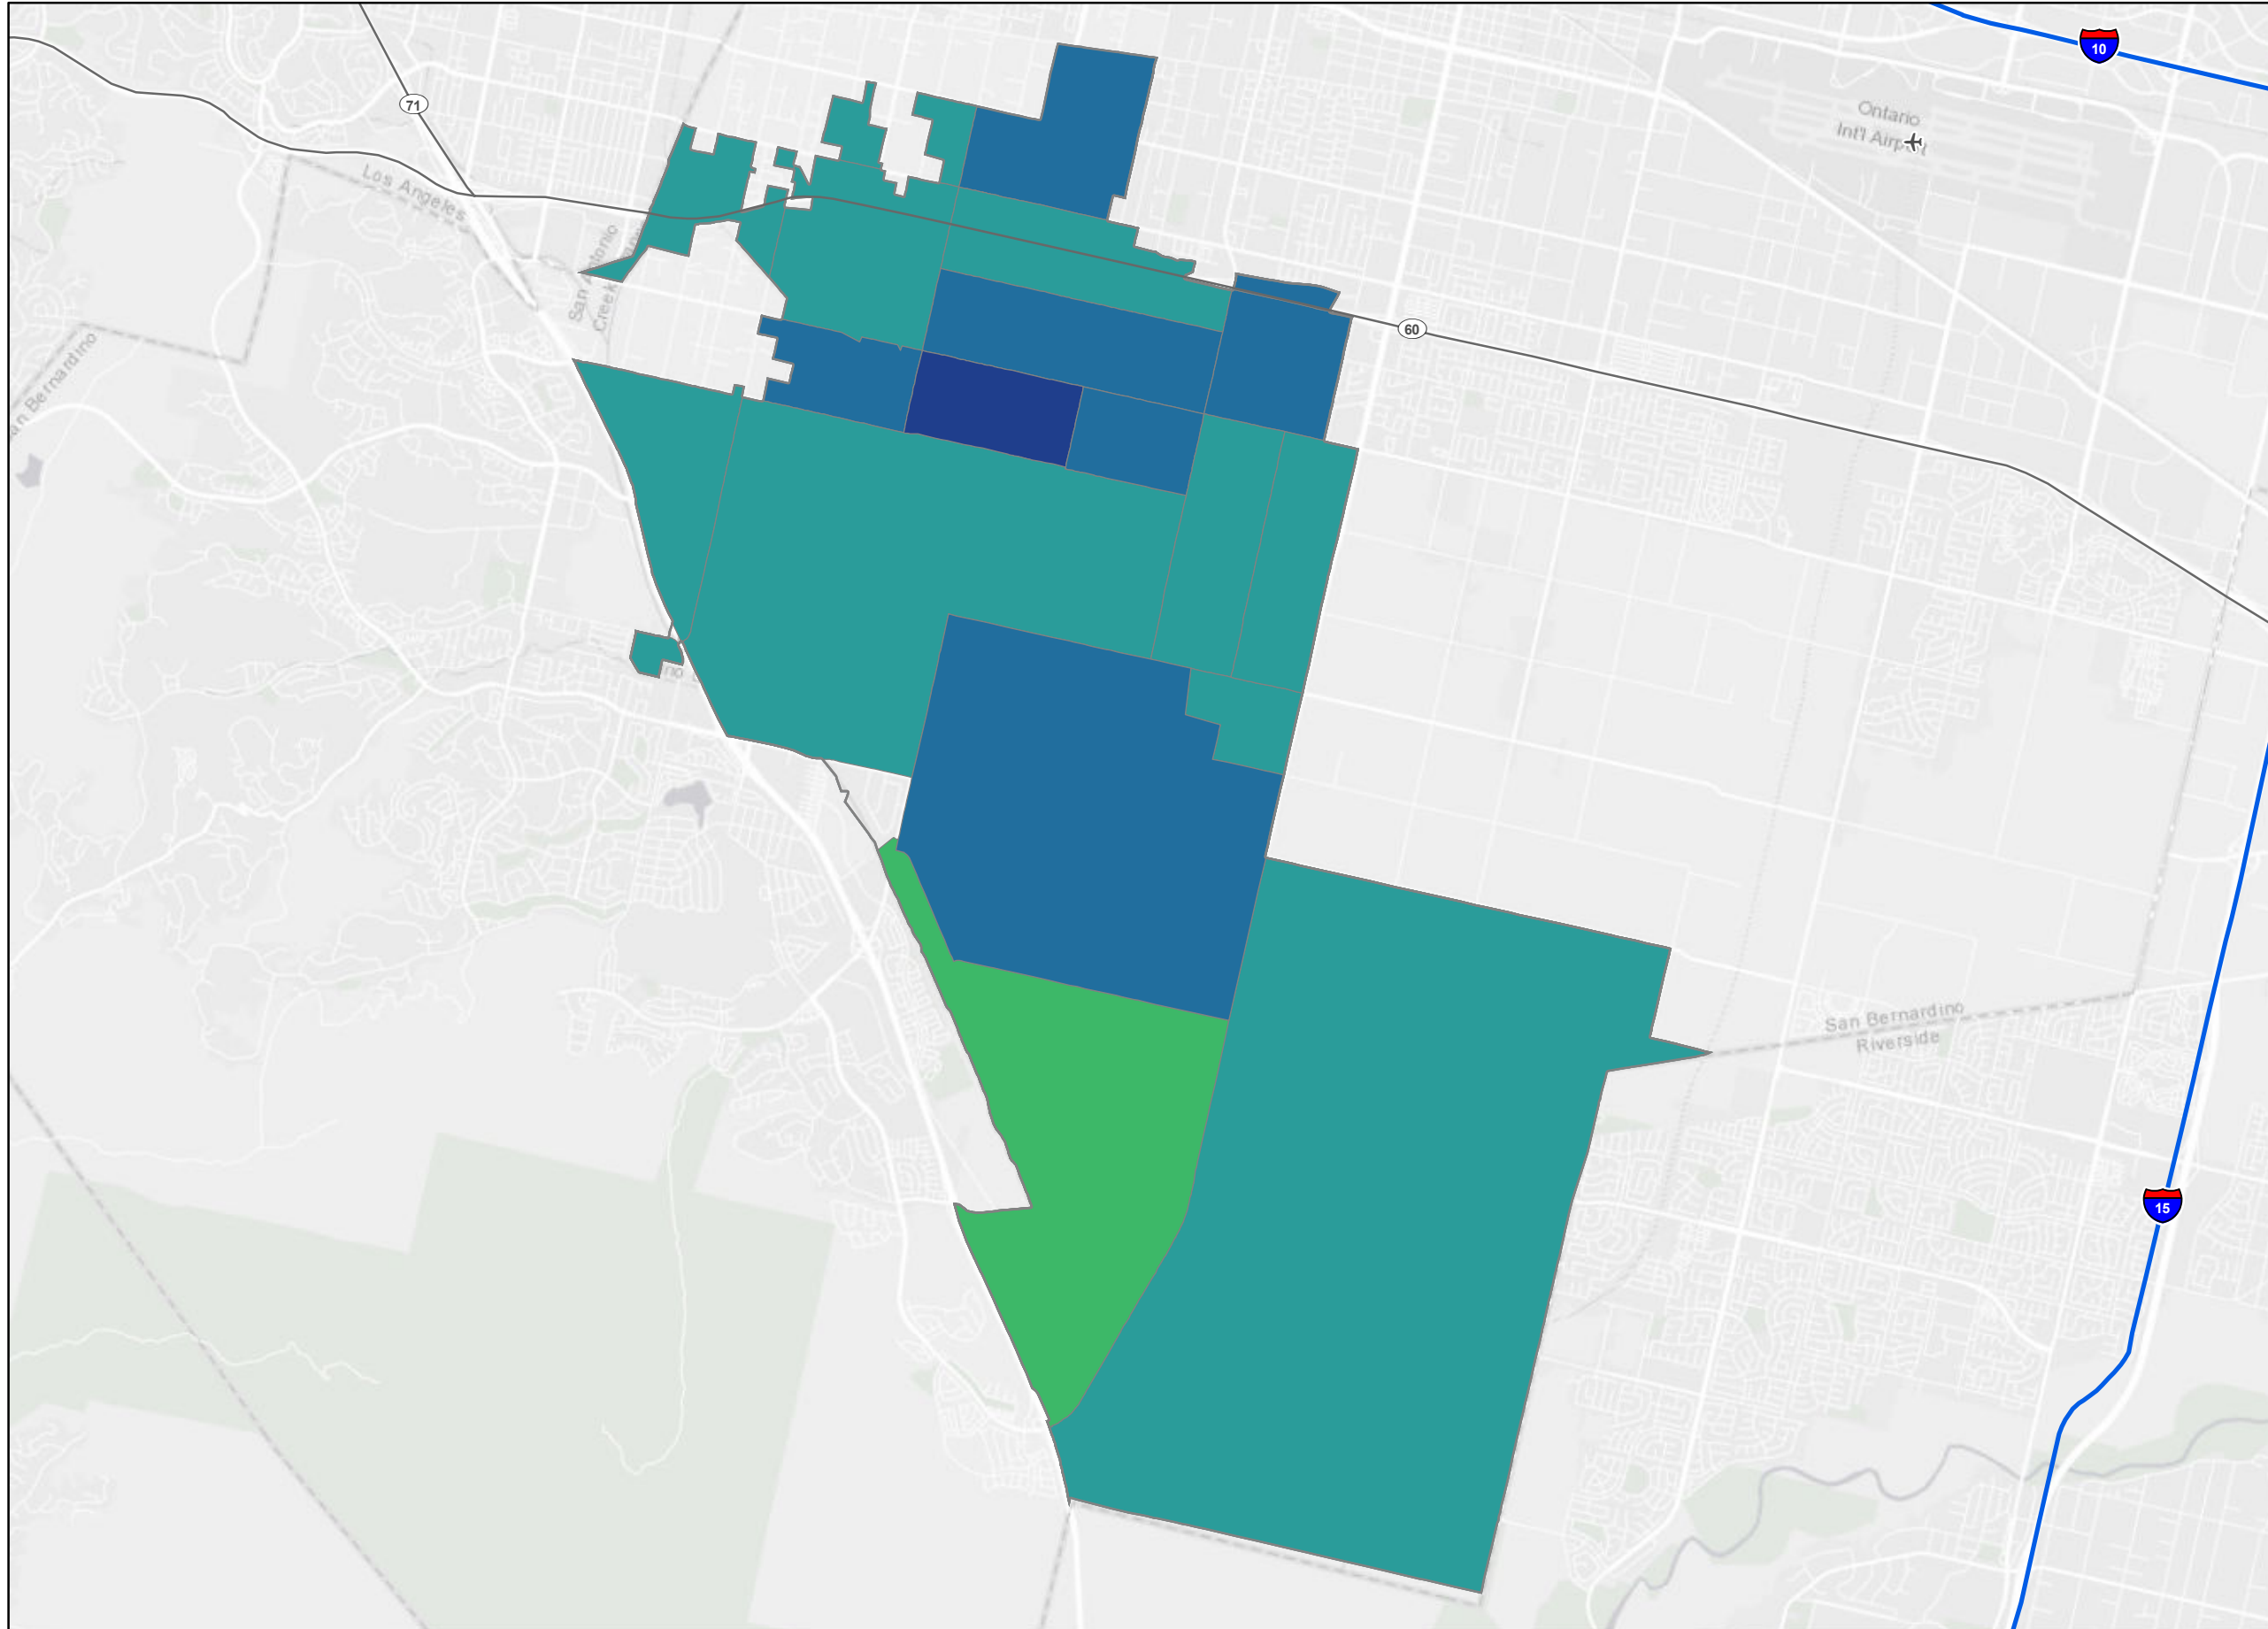 10
71
Ontario
Int'l Airport
Los Angeles
San Antonio
Creek
60
San Bernardino
San Bernardino
Riverside
15